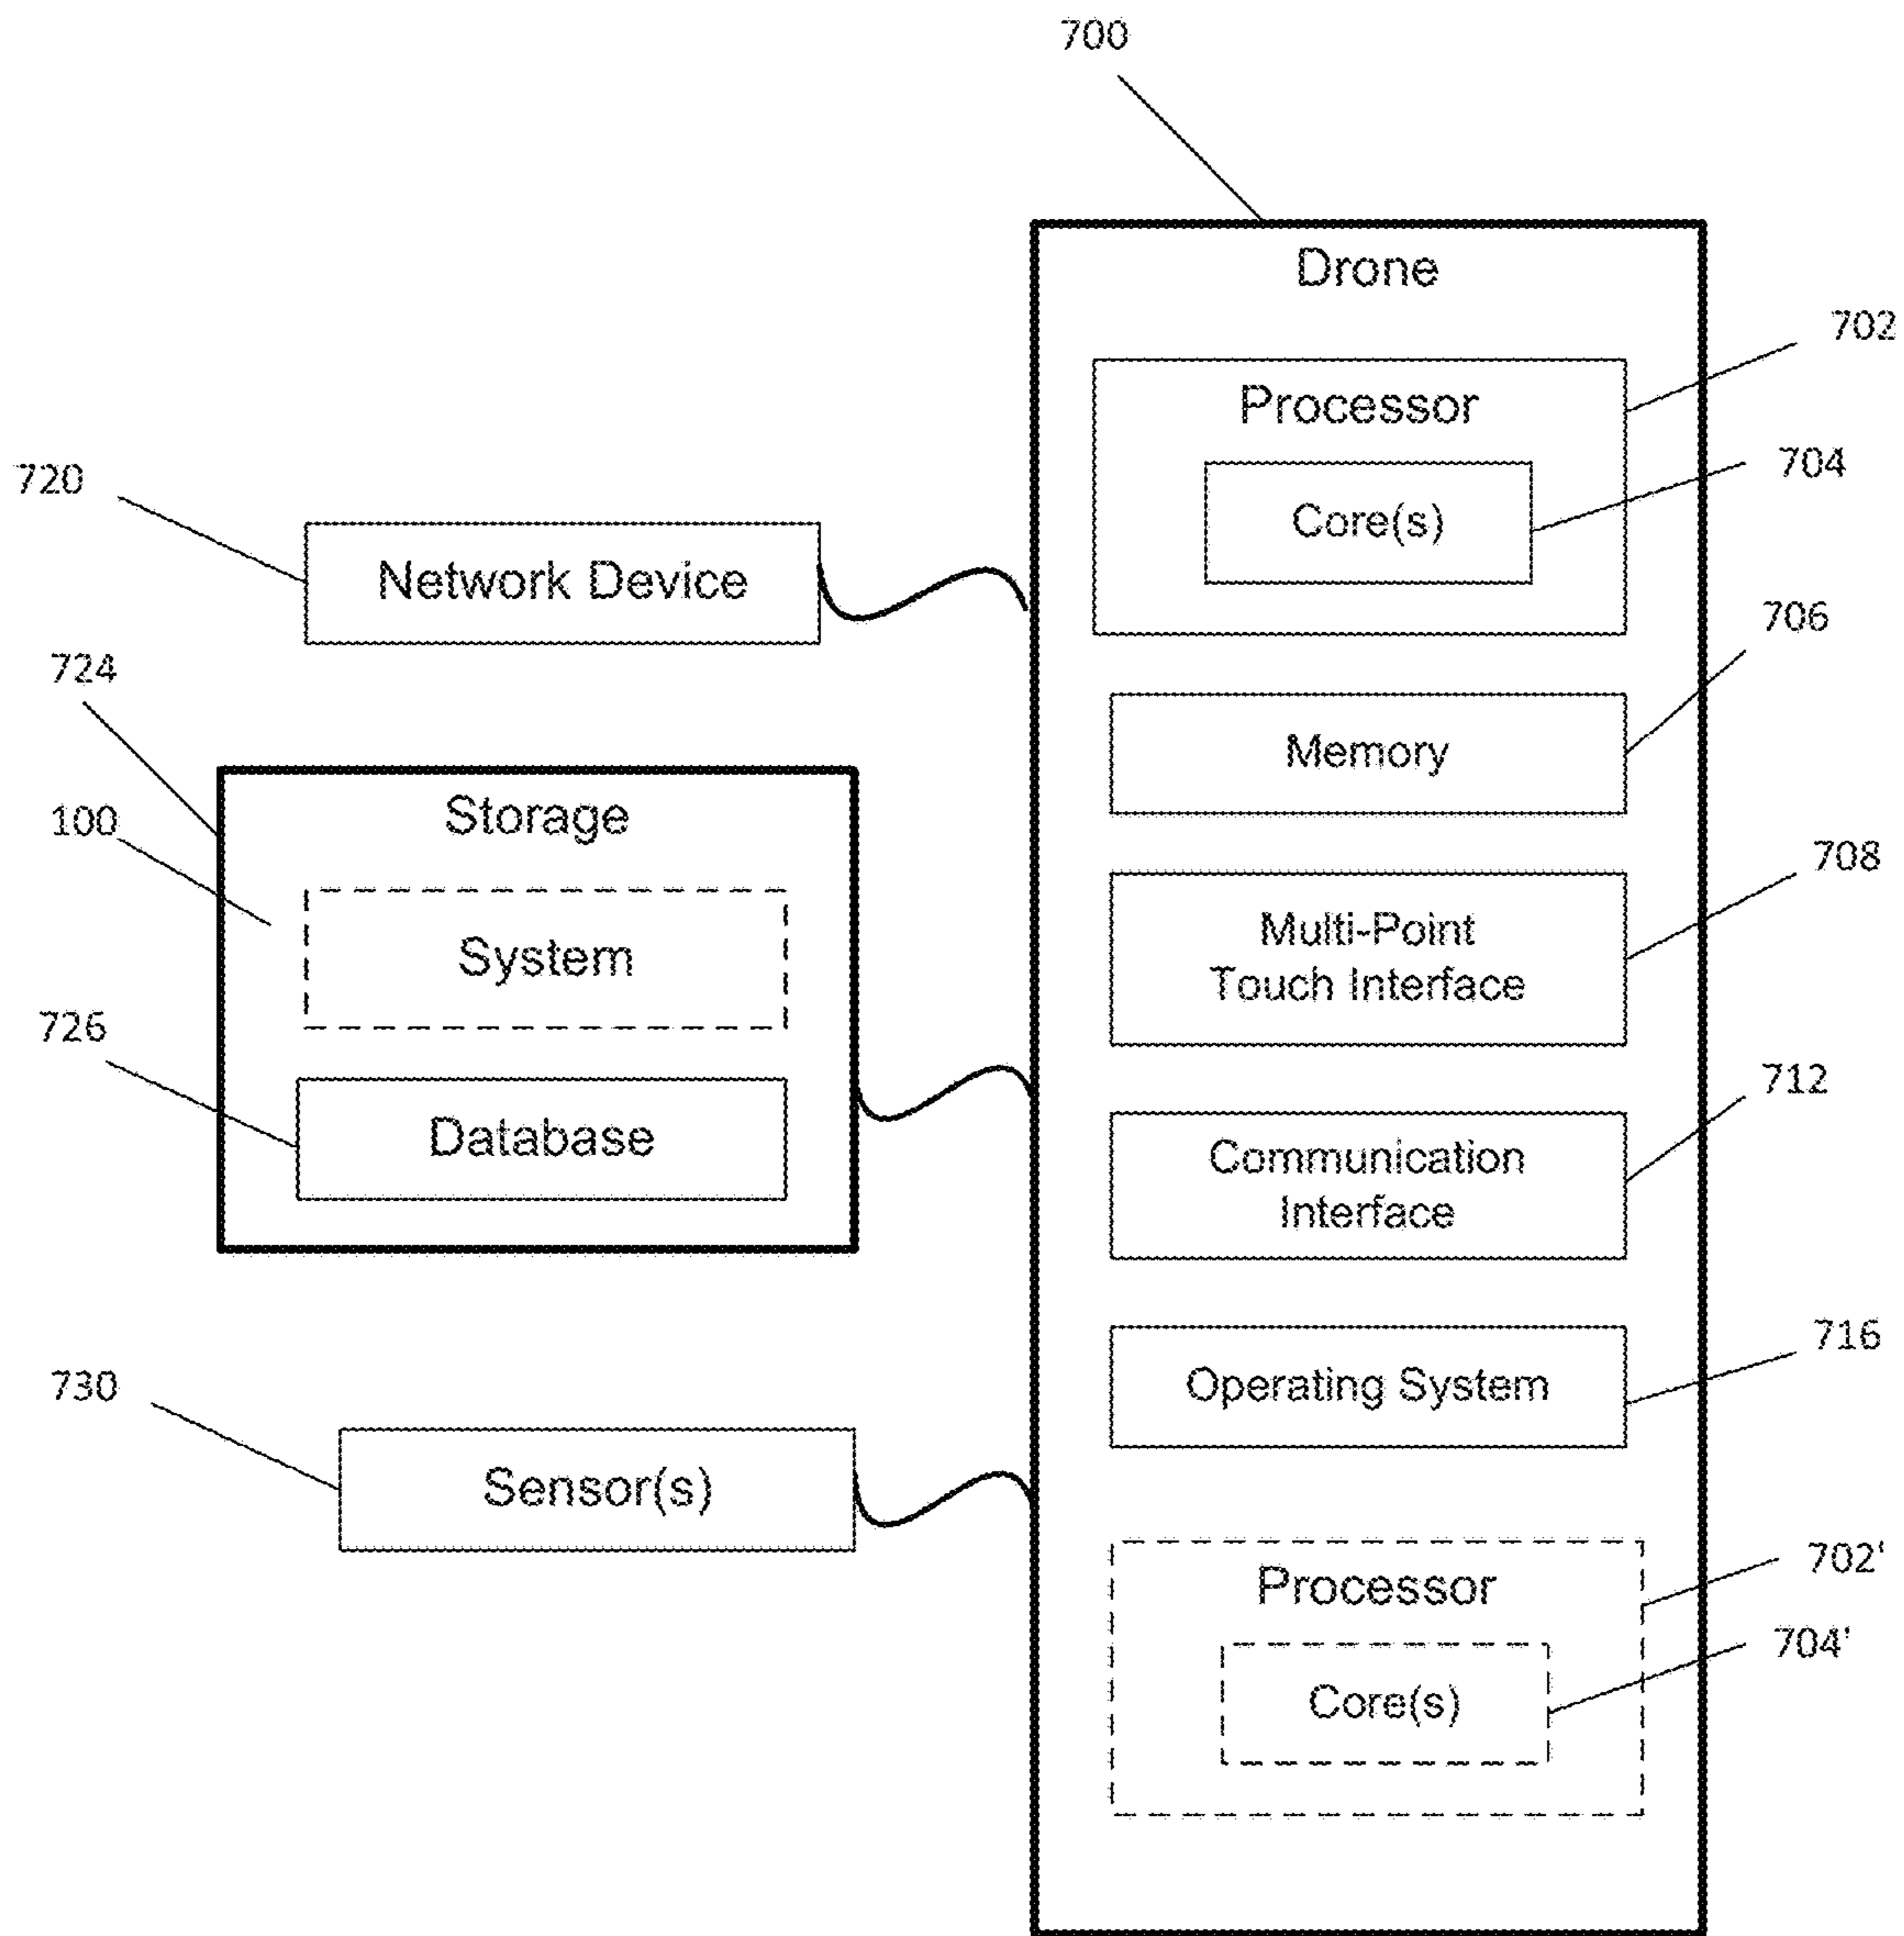 700
Drone
702
Processor
704
Core(s)
720
Network Device
706
Memory
724
Storage
100
System
708
Multi-Point
Touch Interface
726
Database
712
Communication
Interface
716
Operating System
730
Sensor(s)
702'
Processor
704'
Core(s)